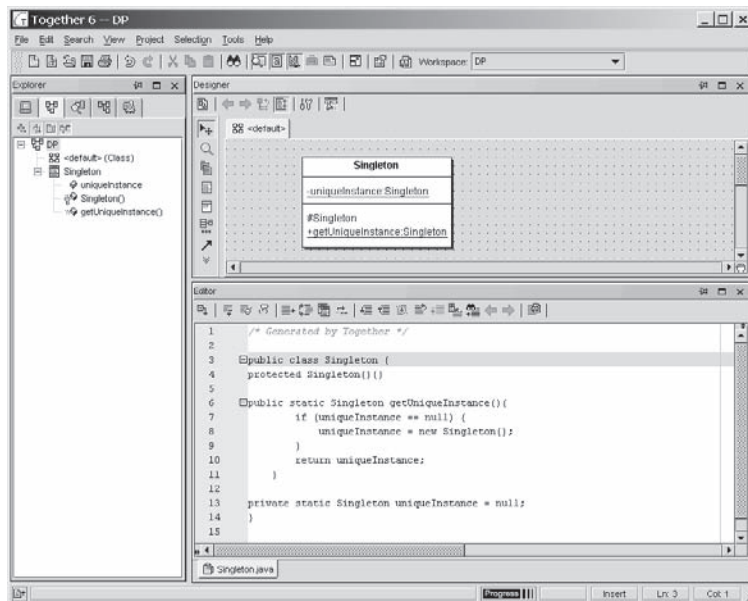 Together 6 -- DP
File Edit Search View Project Selection Tools Help
Workspace: DP
Explorer
DP
<default> (Class)
Singleton
uniqueInstance
Singleton()
getUniqueInstance()
Designer
<default>
Singleton
-uniqueInstance:Singleton
#Singleton
+getUniqueInstance:Singleton
Editor
1 /* Generated by Together */
2
3 public class Singleton {
4 protected Singleton(){}
5
6 public static Singleton getUniqueInstance(){
7 if (uniqueInstance == null) {
8 uniqueInstance = new Singleton();
9 }
10 return uniqueInstance;
11 }
12
13 private static Singleton uniqueInstance = null;
14 }
15
Singleton.java
Progress Insert Ln: 3 Col: 1